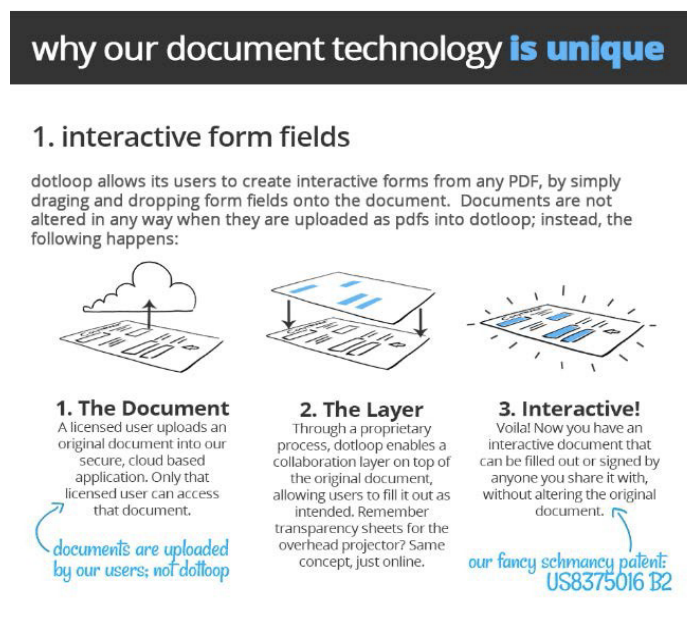 why our document technology is unique
1. interactive form fields
dotloop allows its users to create interactive forms from any PDF, by simply
draging and dropping form fields onto the document.  Documents are not
altered in any way when they are uploaded as pdfs into dotloop; instead, the
following happens:
1. The Document
A licensed user uploads an
original document into our
secure, cloud based
application. Only that
licensed user can access
that document.
documents are uploaded
by our users; not dotloop
2. The Layer
Through a proprietary
process, dotloop enables a
collaboration layer on top of
the original document,
allowing users to fill it out as
intended. Remember
transparency sheets for the
overhead projector? Same
concept, just online.
3. Interactive!
Voila! Now you have an
interactive document that
can be filled out or signed by
anyone you share it with,
without altering the original
document.
our fancy schmancy patent:
US8375016 B2